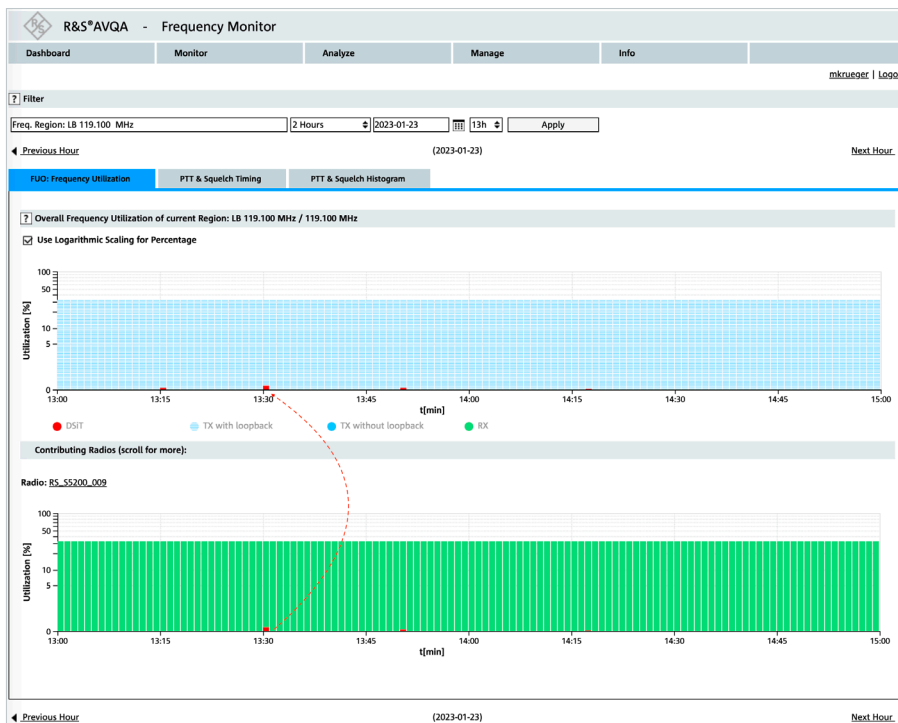 R&S®AVQA - Frequency Monitor
Dashboard Monitor Analyze Manage Info
mkrueger | Logo
? Filter
Freq. Region: LB 119.100 MHz 2 Hours 2023-01-23 13h Apply
Previous Hour (2023-01-23) Next Hour
FUO: Frequency Utilization PTT & Squelch Timing PTT & Squelch Histogram
? Overall Frequency Utilization of current Region: LB 119.100 MHz / 119.100 MHz
Use Logarithmic Scaling for Percentage
Utilization [%]
100
50
10
5
0
13:00 13:15 13:30 13:45 14:00 14:15 14:30 14:45 15:00
t[min]
DSiT TX with loopback TX without loopback RX
Contributing Radios (scroll for more):
Radio: RS_S5200_009
Utilization [%]
100
50
10
5
0
13:00 13:15 13:30 13:45 14:00 14:15 14:30 14:45 15:00
t[min]
Previous Hour (2023-01-23) Next Hour